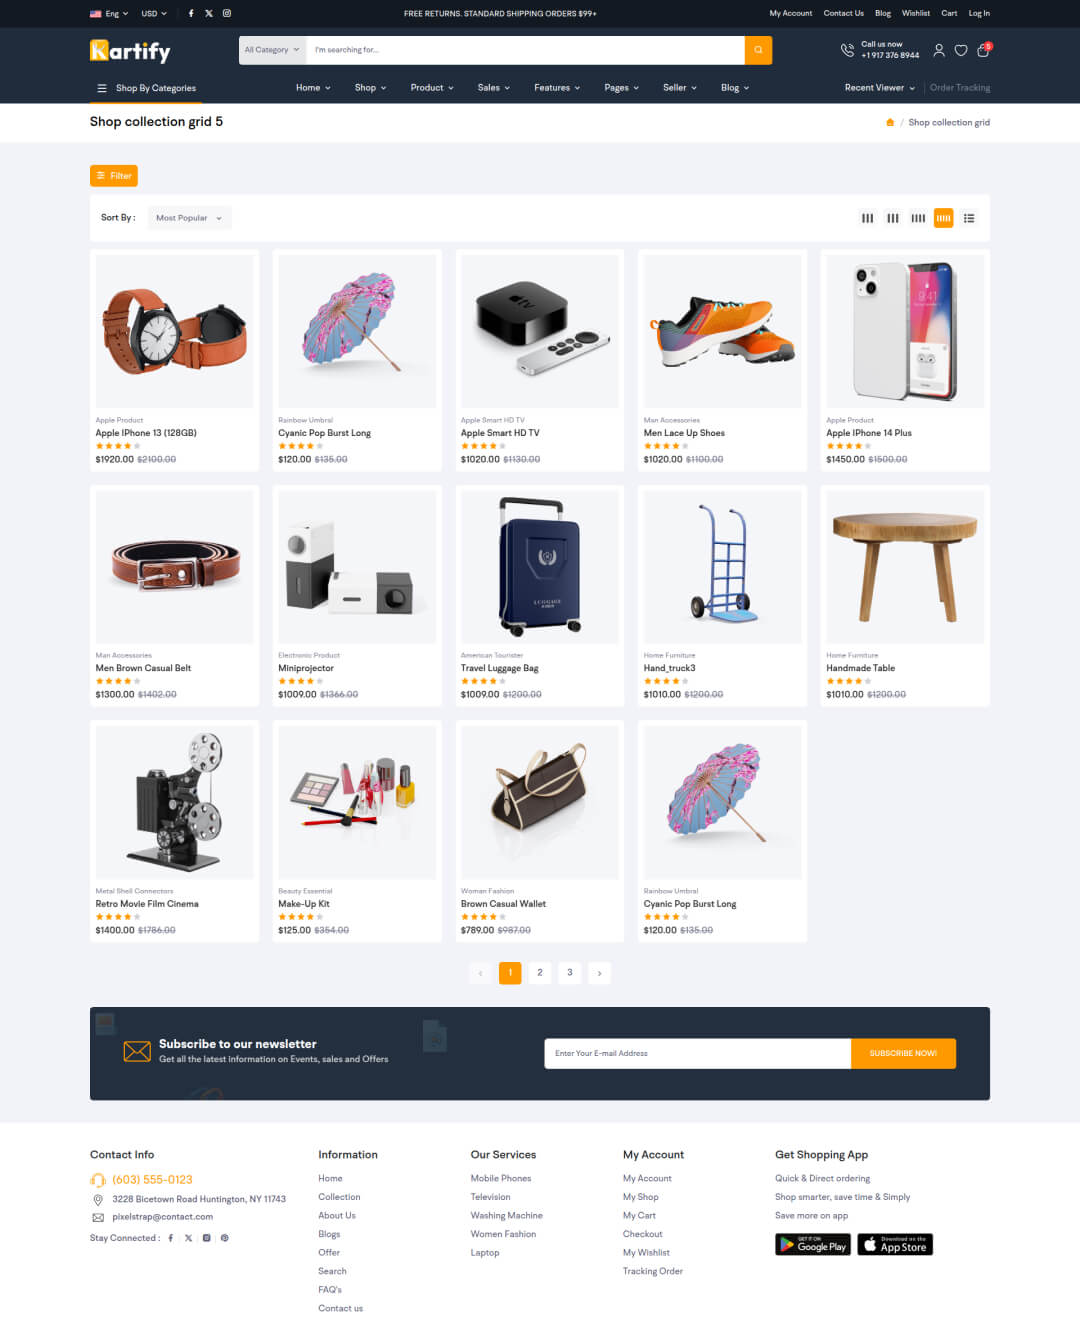 Eng USD FREE RETURNS. STANDARD SHIPPING ORDERS $99+ My Account Contact Us Blog Wishlist Cart Log In
Kartify All Category I'm searching for... Call us now
+1 917 376 8944 5
Shop By Categories Home Shop Product Sales Features Pages Seller Blog Recent Viewer Order Tracking
Shop collection grid 5 / Shop collection grid
Filter
Sort By : Most Popular
9:41
tv
Apple Product
Apple IPhone 13 (128GB)
$1920.00 $2100.00
Rainbow Umbral
Cyanic Pop Burst Long
$120.00 $135.00
Apple Smart HD TV
Apple Smart HD TV
$1020.00 $1130.00
Man Accessories
Men Lace Up Shoes
$1020.00 $1100.00
Apple Product
Apple IPhone 14 Plus
$1450.00 $1500.00
LUGGAGE
Man Accessories
Men Brown Casual Belt
$1300.00 $1402.00
Electronic Product
Miniprojector
$1009.00 $1366.00
American Tourister
Travel Luggage Bag
$1009.00 $1200.00
Home Furniture
Hand_truck3
$1010.00 $1200.00
Home Furniture
Handmade Table
$1010.00 $1200.00
Metal Shell Connectors
Retro Movie Film Cinema
$1400.00 $1786.00
Beauty Essential
Make-Up Kit
$125.00 $354.00
Woman Fashion
Brown Casual Wallet
$789.00 $987.00
Rainbow Umbral
Cyanic Pop Burst Long
$120.00 $135.00
‹ 1 2 3 ›
Subscribe to our newsletter
Get all the latest information on Events, sales and Offers
Enter Your E-mail Address SUBSCRIBE NOW!
Contact Info
(603) 555-0123
3228 Bicetown Road Huntington, NY 11743
pixelstrap@contact.com
Stay Connected :
Information
Home
Collection
About Us
Blogs
Offer
Search
FAQ's
Contact us
Our Services
Mobile Phones
Television
Washing Machine
Women Fashion
Laptop
My Account
My Account
My Shop
My Cart
Checkout
My Wishlist
Tracking Order
Get Shopping App
Quick & Direct ordering
Shop smarter, save time & Simply
Save more on app
GET IT ON
Google Play
Download on the
App Store